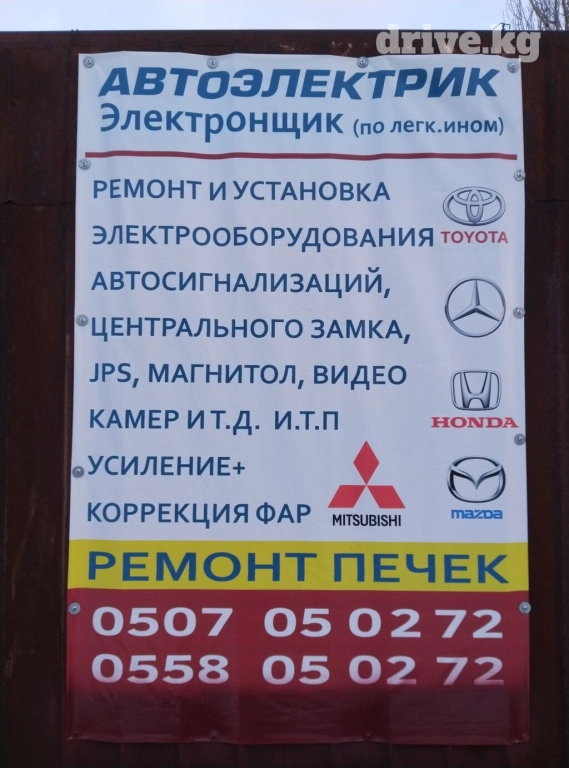 drive.kg
АВТОЭЛЕКТРИК
Электронщик (по легк.ином)
РЕМОНТ И УСТАНОВКА
ЭЛЕКТРООБОРУДОВАНИЯ
TOYOTA
АВТОСИГНАЛИЗАЦИЙ,
ЦЕНТРАЛЬНОГО ЗАМКА,
JPS, МАГНИТОЛ, ВИДЕО
КАМЕР И Т.Д. И.Т.П
HONDA
УСИЛЕНИЕ+
КОРРЕКЦИЯ ФАР
MITSUBISHI
mazda
РЕМОНТ ПЕЧЕК
0507 05 02 72
0558 05 02 72